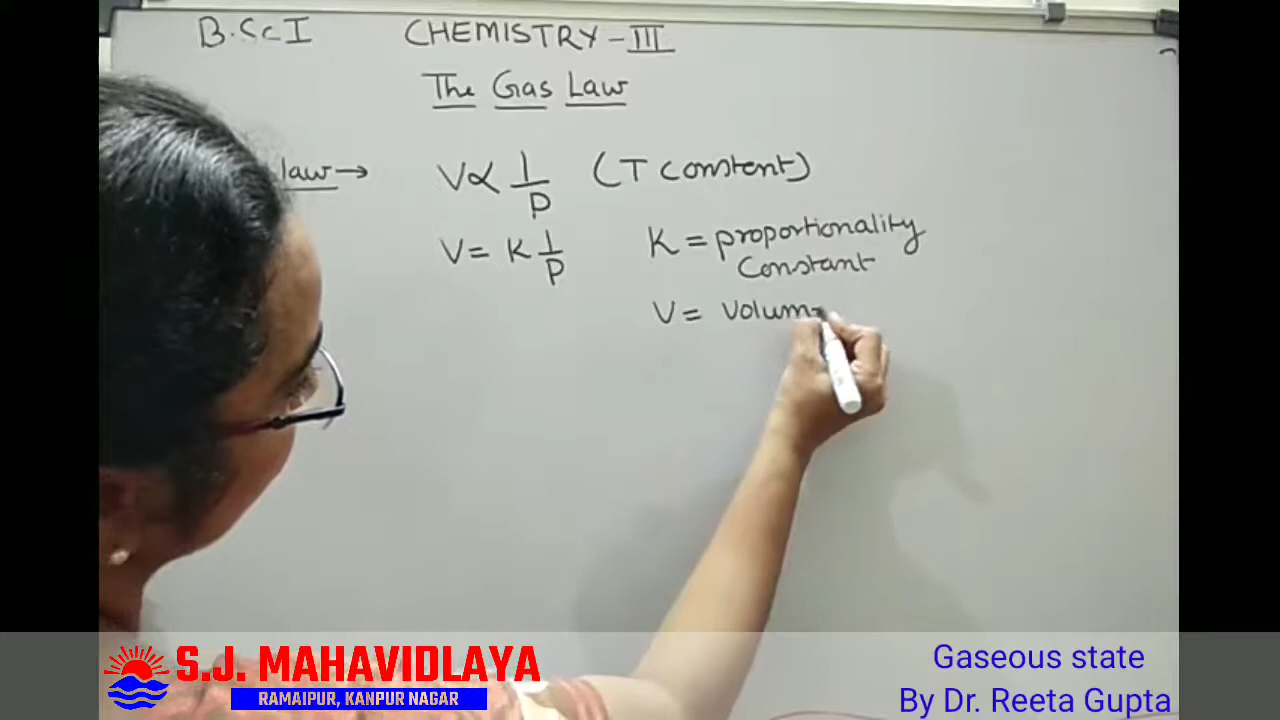 B.Sc I CHEMISTRY-III
The Gas Law
law→ V∝ 1/P (T constant)
V= K 1/P K = proportionality
Constant
V= Volum
S.J. MAHAVIDLAYA
RAMAIPUR, KANPUR NAGAR
Gaseous state
By Dr. Reeta Gupta